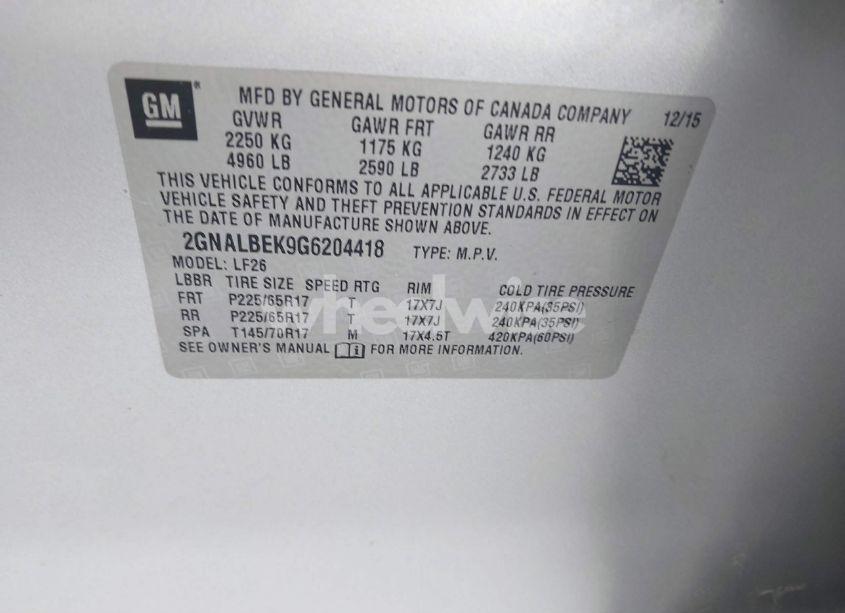 GM ® MFD BY GENERAL MOTORS OF CANADA COMPANY 12/15
GVWR GAWR FRT GAWR RR
2250 KG 1175 KG 1240 KG
4960 LB 2590 LB 2733 LB
THIS VEHICLE CONFORMS TO ALL APPLICABLE U.S. FEDERAL MOTOR
VEHICLE SAFETY AND THEFT PREVENTION STANDARDS IN EFFECT ON
THE DATE OF MANUFACTURE SHOWN ABOVE.
2GNALBEK9G6204418 TYPE: M.P.V.
MODEL: LF26
LBBR TIRE SIZE SPEED RTG RIM COLD TIRE PRESSURE
FRT P225/65R17 T 17X7J 240KPA(35PSI)
RR P225/65R17 T 17X7J 240KPA(35PSI)
SPA T145/70R17 M 17X4.5T 420KPA(60PSI)
SEE OWNER'S MANUAL FOR MORE INFORMATION.